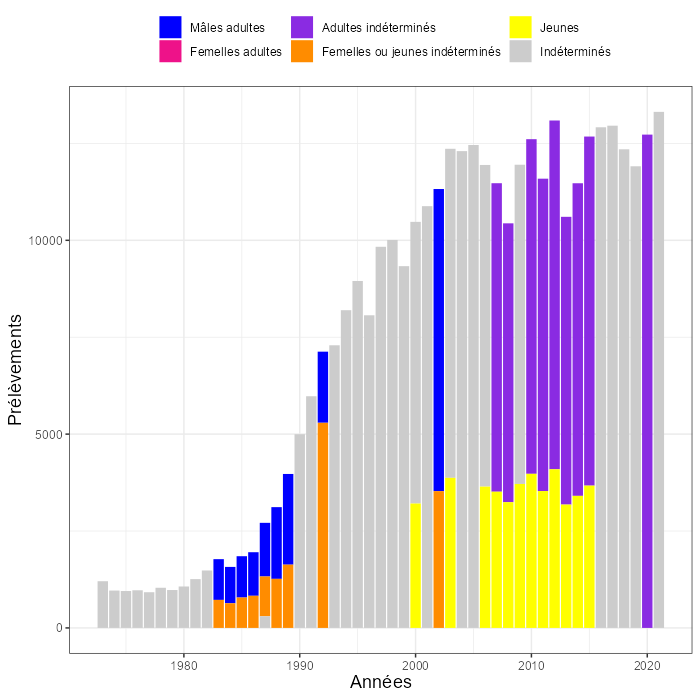 Mâles adultes Adultes indéterminés Jeunes
Femelles adultes Femelles ou jeunes indéterminés Indéterminés
Prélèvements
10000
5000
0
1980 1990 2000 2010 2020
Années